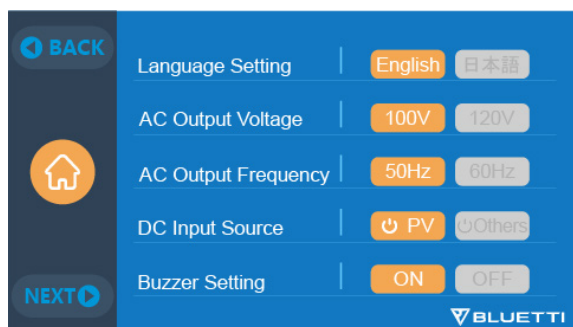 BACK
Language Setting English 日本語
AC Output Voltage 100V 120V
AC Output Frequency 50Hz 60Hz
DC Input Source PV Others
Buzzer Setting ON OFF
NEXT
BLUETTI